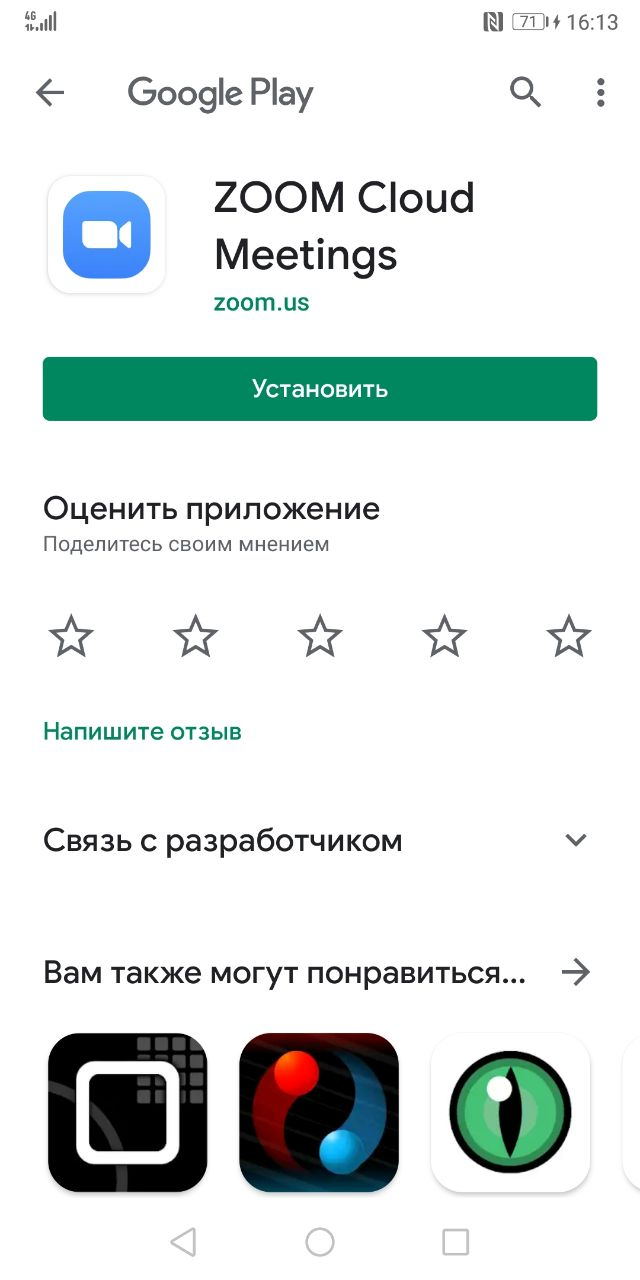 4G 71 16:13
Google Play
ZOOM Cloud
Meetings
zoom.us
Установить
Оценить приложение
Поделитесь своим мнением
Напишите отзыв
Связь с разработчиком
Вам также могут понравиться...